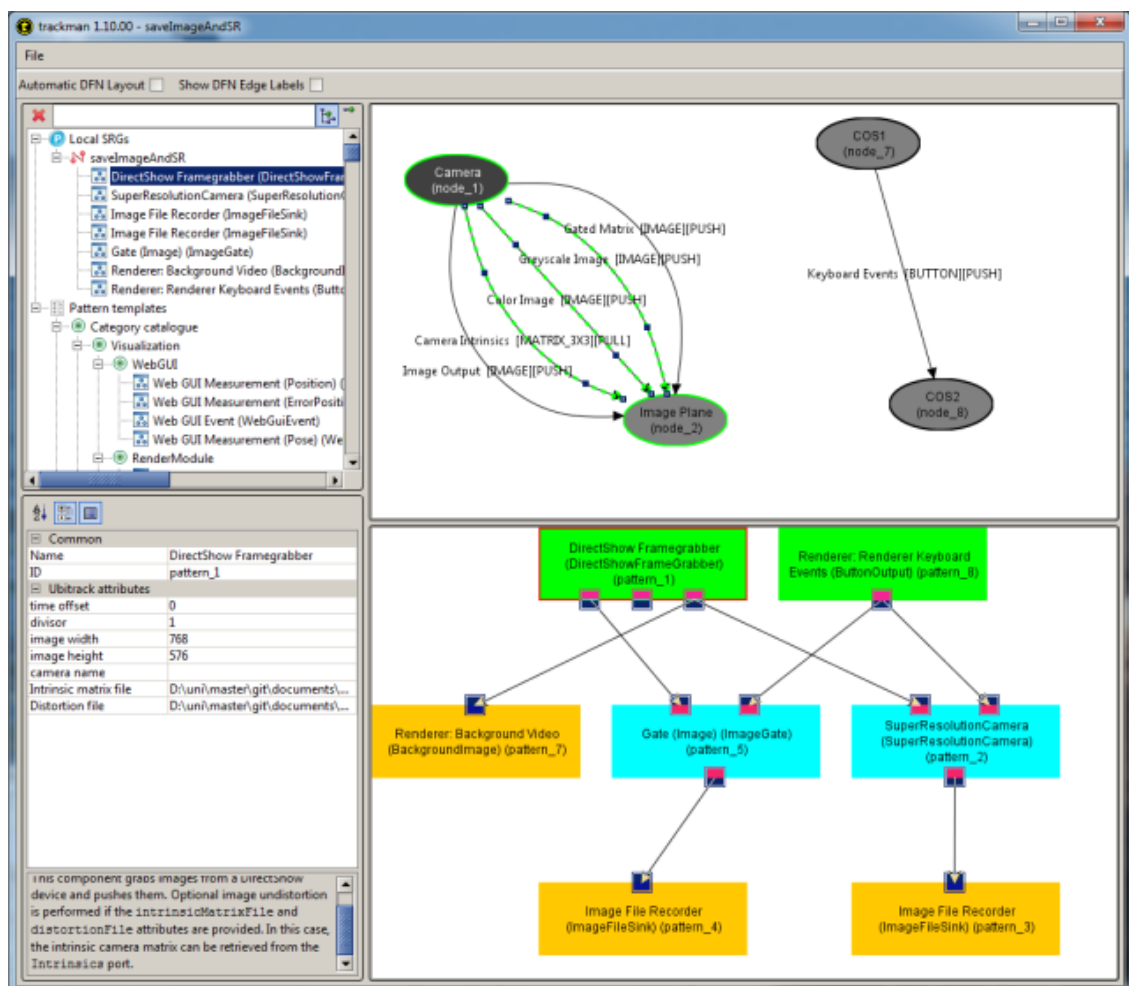 trackman 1.10.00 - saveImageAndSR
File
Automatic DFN Layout
Show DFN Edge Labels
Local SRGs
saveImageAndSR
DirectShow Framegrabber (DirectShowFra
SuperResolutionCamera (SuperResolution
Image File Recorder (ImageFileSink)
Image File Recorder (ImageFileSink)
Gate (Image) (ImageGate)
Renderer: Background Video (Background
Renderer: Renderer Keyboard Events (Butto
Pattern templates
Category catalogue
Visualization
WebGUI
Web GUI Measurement (Position) (
Web GUI Measurement (ErrorPositi
Web GUI Event (WebGuiEvent)
Web GUI Measurement (Pose) (We
RenderModule
Common
Name DirectShow Framegrabber
ID pattern_1
Ubitrack attributes
time offset 0
divisor 1
image width 768
image height 576
camera name
Intrinsic matrix file D:\uni\master\git\documents\...
Distortion file D:\uni\master\git\documents\...
This component grabs images from a DirectShow
device and pushes them. Optional image undistortion
is performed if the intrinsicMatrixFile and
distortionFile attributes are provided. In this case,
the intrinsic camera matrix can be retrieved from the
Intrinsics port.
Camera
(node_1)
Gated Matrix [IMAGE][PUSH]
Greyscale Image [IMAGE][PUSH]
Color Image [IMAGE][PUSH]
Camera Intrinsics [MATRIX_3X3][PULL]
Image Output [IMAGE][PUSH]
Image Plane
(node_2)
COS1
(node_7)
Keyboard Events [BUTTON][PUSH]
COS2
(node_8)
DirectShow Framegrabber
(DirectShowFrameGrabber)
(pattern_1)
Renderer: Renderer Keyboard
Events (ButtonOutput) (pattern_8)
Renderer: Background Video
(BackgroundImage) (pattern_7)
Gate (Image) (ImageGate)
(pattern_5)
SuperResolutionCamera
(SuperResolutionCamera)
(pattern_2)
Image File Recorder
(ImageFileSink) (pattern_4)
Image File Recorder
(ImageFileSink) (pattern_3)